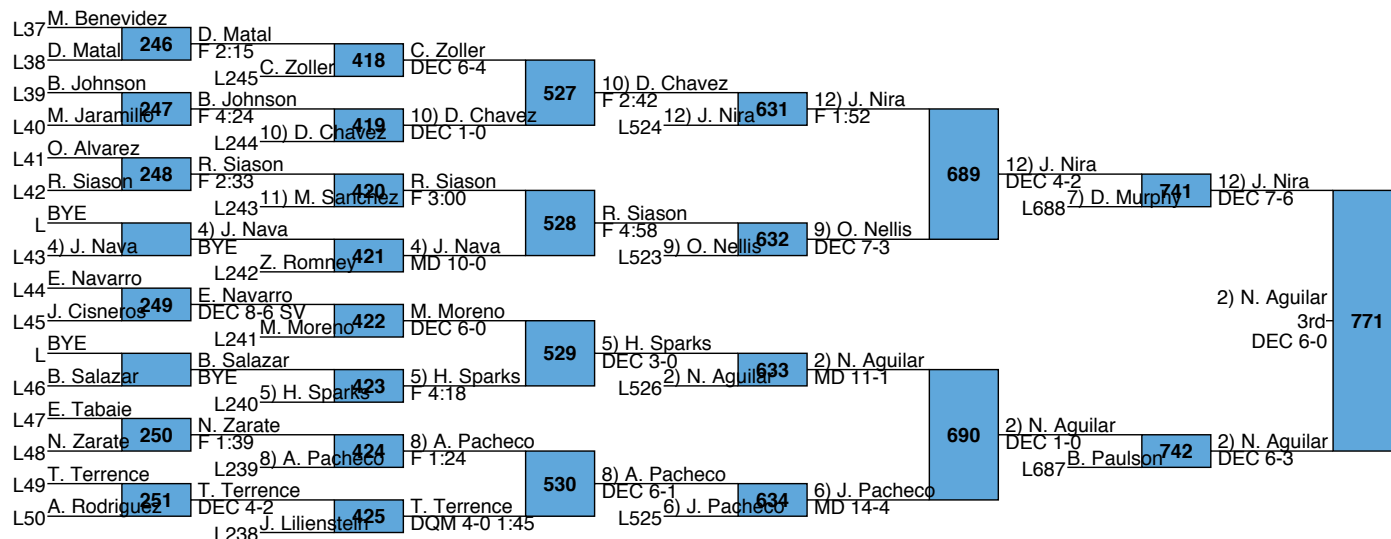 L37 M. Benevidez
L38 D. Matal
246
D. Matal
F 2:15
L245 C. Zoller
418
C. Zoller
DEC 6-4
L39 B. Johnson
L40 M. Jaramillo
247
B. Johnson
F 4:24
L244 10) D. Chavez
419
10) D. Chavez
DEC 1-0
527
10) D. Chavez
F 2:42
L524 12) J. Nira
631
12) J. Nira
F 1:52
L41 O. Alvarez
L42 R. Siason
248
R. Siason
F 2:33
L243 11) M. Sanchez
420
R. Siason
F 3:00
L BYE
L43 4) J. Nava
4) J. Nava
BYE
L242 Z. Romney
421
4) J. Nava
MD 10-0
528
R. Siason
F 4:58
L523 9) O. Nellis
632
9) O. Nellis
DEC 7-3
689
12) J. Nira
DEC 4-2
L688 7) D. Murphy
741
12) J. Nira
DEC 7-6
L44 E. Navarro
L45 J. Cisneros
249
E. Navarro
DEC 8-6 SV
L241 M. Moreno
422
M. Moreno
DEC 6-0
L BYE
L46 B. Salazar
B. Salazar
BYE
L240 5) H. Sparks
423
5) H. Sparks
F 4:18
529
5) H. Sparks
DEC 3-0
L526 2) N. Aguilar
633
2) N. Aguilar
MD 11-1
L47 E. Tabaie
L48 N. Zarate
250
N. Zarate
F 1:39
L239 8) A. Pacheco
424
8) A. Pacheco
F 1:24
L49 T. Terrence
L50 A. Rodriguez
251
T. Terrence
DEC 4-2
L238 J. Lilienstein
425
T. Terrence
DQM 4-0 1:45
530
8) A. Pacheco
DEC 6-1
L525 6) J. Pacheco
634
6) J. Pacheco
MD 14-4
690
2) N. Aguilar
DEC 1-0
L687 B. Paulson
742
2) N. Aguilar
DEC 6-3
771
2) N. Aguilar
3rd
DEC 6-0